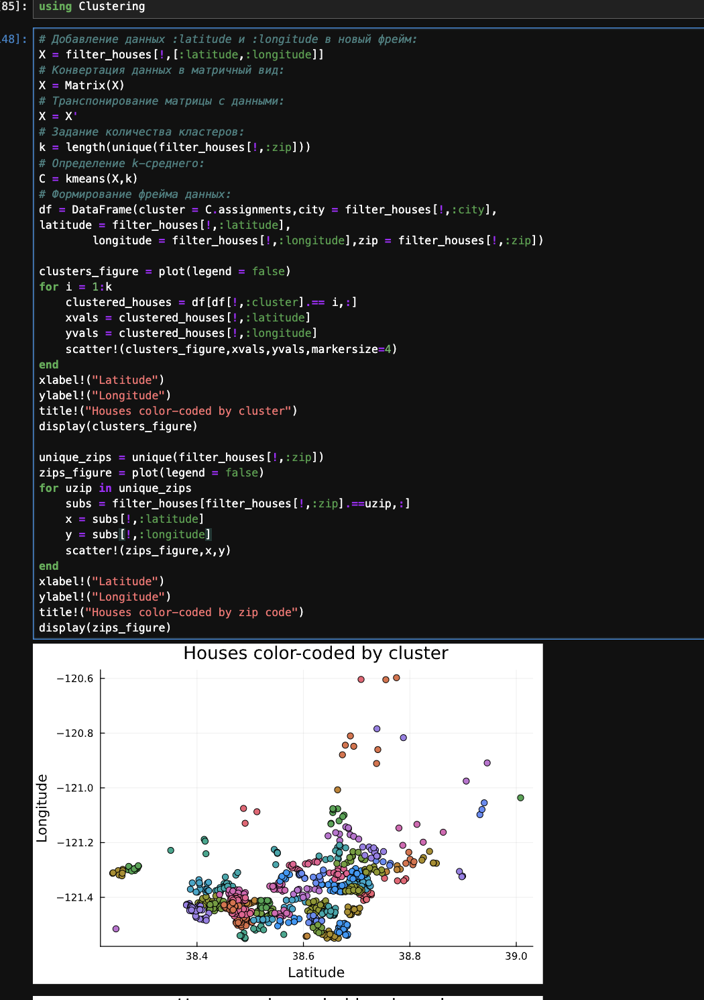 [85]: using Clustering
48]: # Добавление данных :latitude и :longitude в новый фрейм:
X = filter_houses[!,[:latitude,:longitude]]
# Конвертация данных в матричный вид:
X = Matrix(X)
# Транспонирование матрицы с данными:
X = X'
# Задание количества кластеров:
k = length(unique(filter_houses[!,:zip]))
# Определение k-среднего:
C = kmeans(X,k)
# Формирование фрейма данных:
df = DataFrame(cluster = C.assignments,city = filter_houses[!,:city],
latitude = filter_houses[!,:latitude],
        longitude = filter_houses[!,:longitude],zip = filter_houses[!,:zip])
clusters_figure = plot(legend = false)
for i = 1:k
    clustered_houses = df[df[!,:cluster].== i,:]
    xvals = clustered_houses[!,:latitude]
    yvals = clustered_houses[!,:longitude]
    scatter!(clusters_figure,xvals,yvals,markersize=4)
end
xlabel!("Latitude")
ylabel!("Longitude")
title!("Houses color-coded by cluster")
display(clusters_figure)
unique_zips = unique(filter_houses[!,:zip])
zips_figure = plot(legend = false)
for uzip in unique_zips
    subs = filter_houses[filter_houses[!,:zip].==uzip,:]
    x = subs[!,:latitude]
    y = subs[!,:longitude]
    scatter!(zips_figure,x,y)
end
xlabel!("Latitude")
ylabel!("Longitude")
title!("Houses color-coded by zip code")
display(zips_figure)
Houses color-coded by cluster
−120.6
−120.8
−121.0
−121.2
−121.4
Longitude
38.4 38.6 38.8 39.0
Latitude